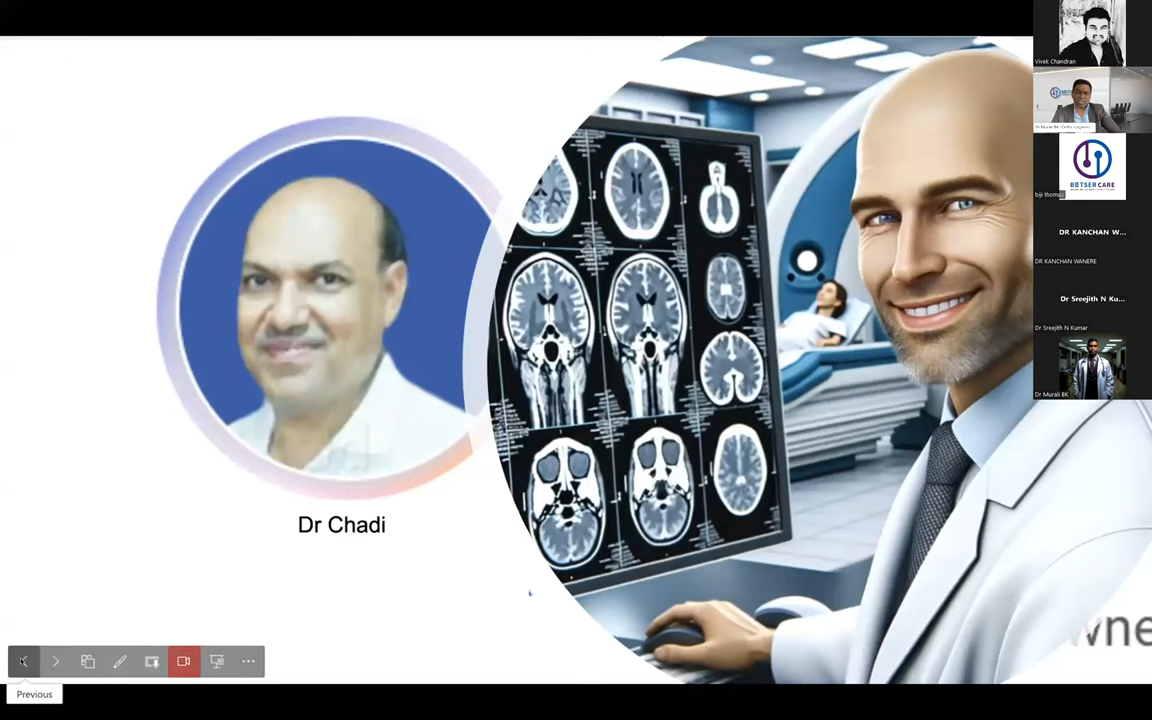 Dr Chadi
wne
Previous
Vivek Chandran
BETSER CARE
biji thomas
DR KANCHAN W...
DR KANCHAN WANERE
Dr Sreejith N Ku...
Dr Sreejith N Kumar
Dr Murali BK